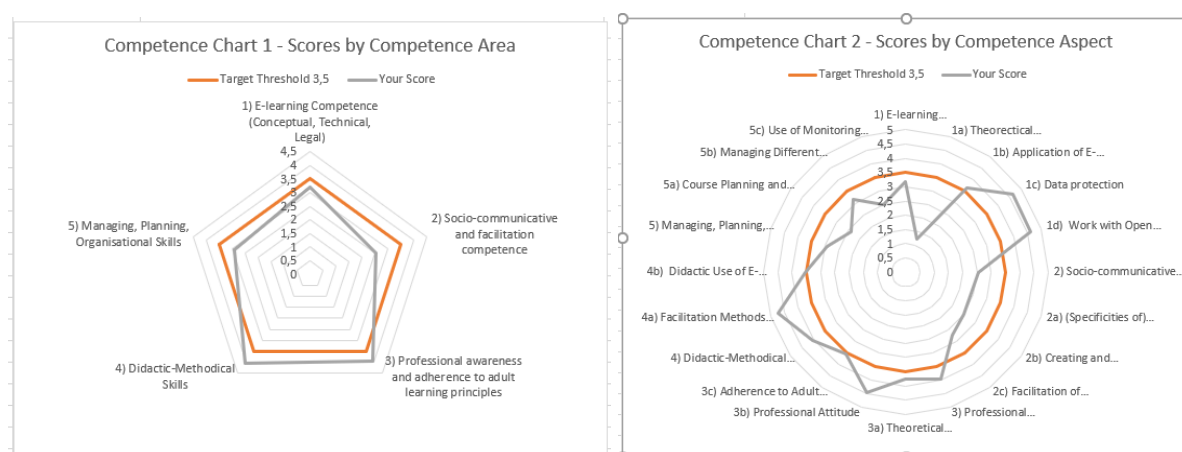 Competence Chart 1 - Scores by Competence Area
Target Threshold 3,5
Your Score
1) E-learning Competence
(Conceptual, Technical,
Legal)
4,5
4
3,5
3
2,5
2
1,5
1
0,5
0
2) Socio-communicative
and facilitation
competence
3) Professional awareness
and adherence to adult
learning principles
4) Didactic-Methodical
Skills
5) Managing, Planning,
Organisational Skills
Competence Chart 2 - Scores by Competence Aspect
Target Threshold 3,5
Your Score
1) E-learning...
5
4,5
4
3,5
3
2,5
2
1,5
1
0,5
0
1a) Theorectical...
1b) Application of E-...
1c) Data protection
1d) Work with Open...
2) Socio-communicative...
2a) (Specificities of)...
2b) Creating and...
2c) Facilitation of...
3) Professional...
3a) Theoretical...
3b) Professional Attitude
3c) Adherence to Adult...
4) Didactic-Methodical...
4a) Facilitation Methods...
4b) Didactic Use of E-...
5) Managing, Planning,...
5a) Course Planning and...
5b) Managing Different...
5c) Use of Monitoring...